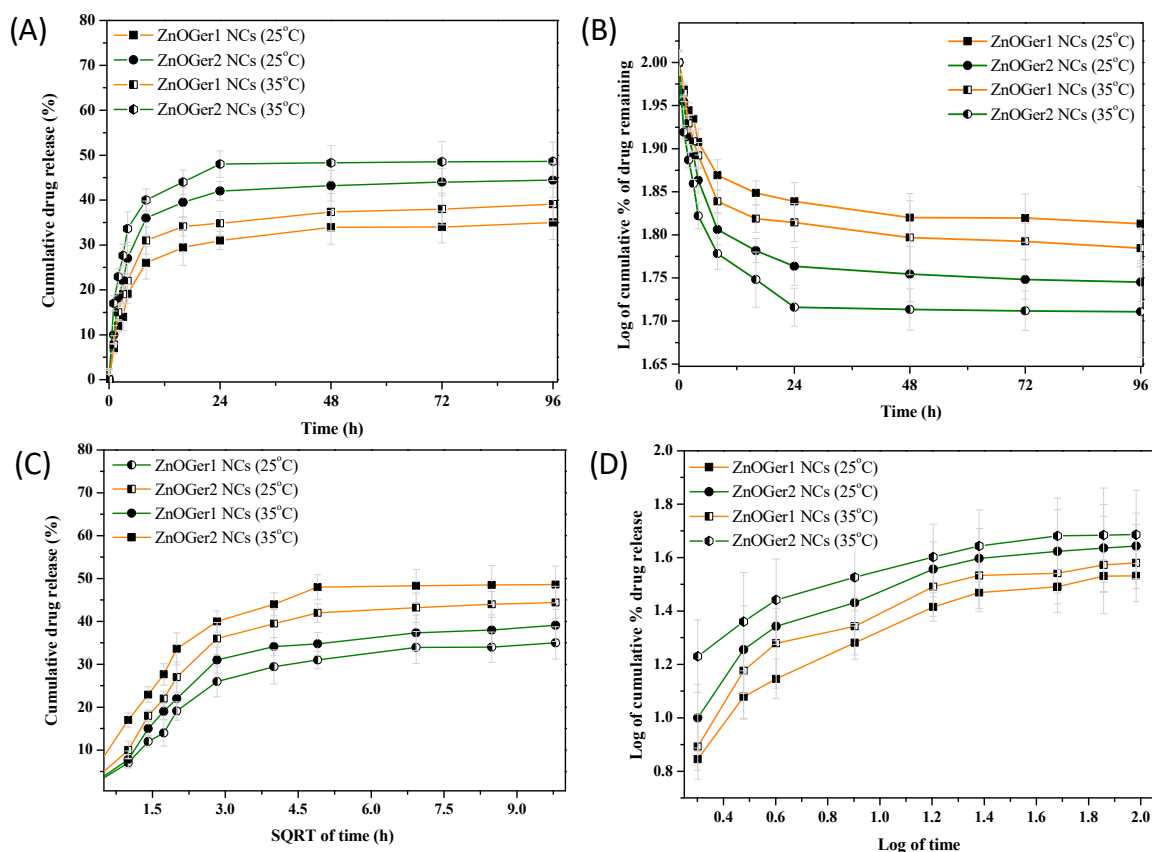 (A)
ZnOGer1 NCs (25°C)
ZnOGer2 NCs (25°C)
ZnOGer1 NCs (35°C)
ZnOGer2 NCs (35°C)
Cumulative drug release (%)
80
70
60
50
40
30
20
10
0
0 24 48 72 96
Time (h)
(B)
ZnOGer1 NCs (25°C)
ZnOGer2 NCs (25°C)
ZnOGer1 NCs (35°C)
ZnOGer2 NCs (35°C)
Log of cumulative % of drug remaining
2.00
1.95
1.90
1.85
1.80
1.75
1.70
1.65
0 24 48 72 96
Time (h)
(C)
ZnOGer1 NCs (25°C)
ZnOGer2 NCs (25°C)
ZnOGer1 NCs (35°C)
ZnOGer2 NCs (35°C)
Cumulative drug release (%)
80
70
60
50
40
30
20
10
1.5 3.0 4.5 6.0 7.5 9.0
SQRT of time (h)
(D)
ZnOGer1 NCs (25°C)
ZnOGer2 NCs (25°C)
ZnOGer1 NCs (35°C)
ZnOGer2 NCs (35°C)
Log of cumulative % drug release
2.0
1.8
1.6
1.4
1.2
1.0
0.8
0.4 0.6 0.8 1.0 1.2 1.4 1.6 1.8 2.0
Log of time